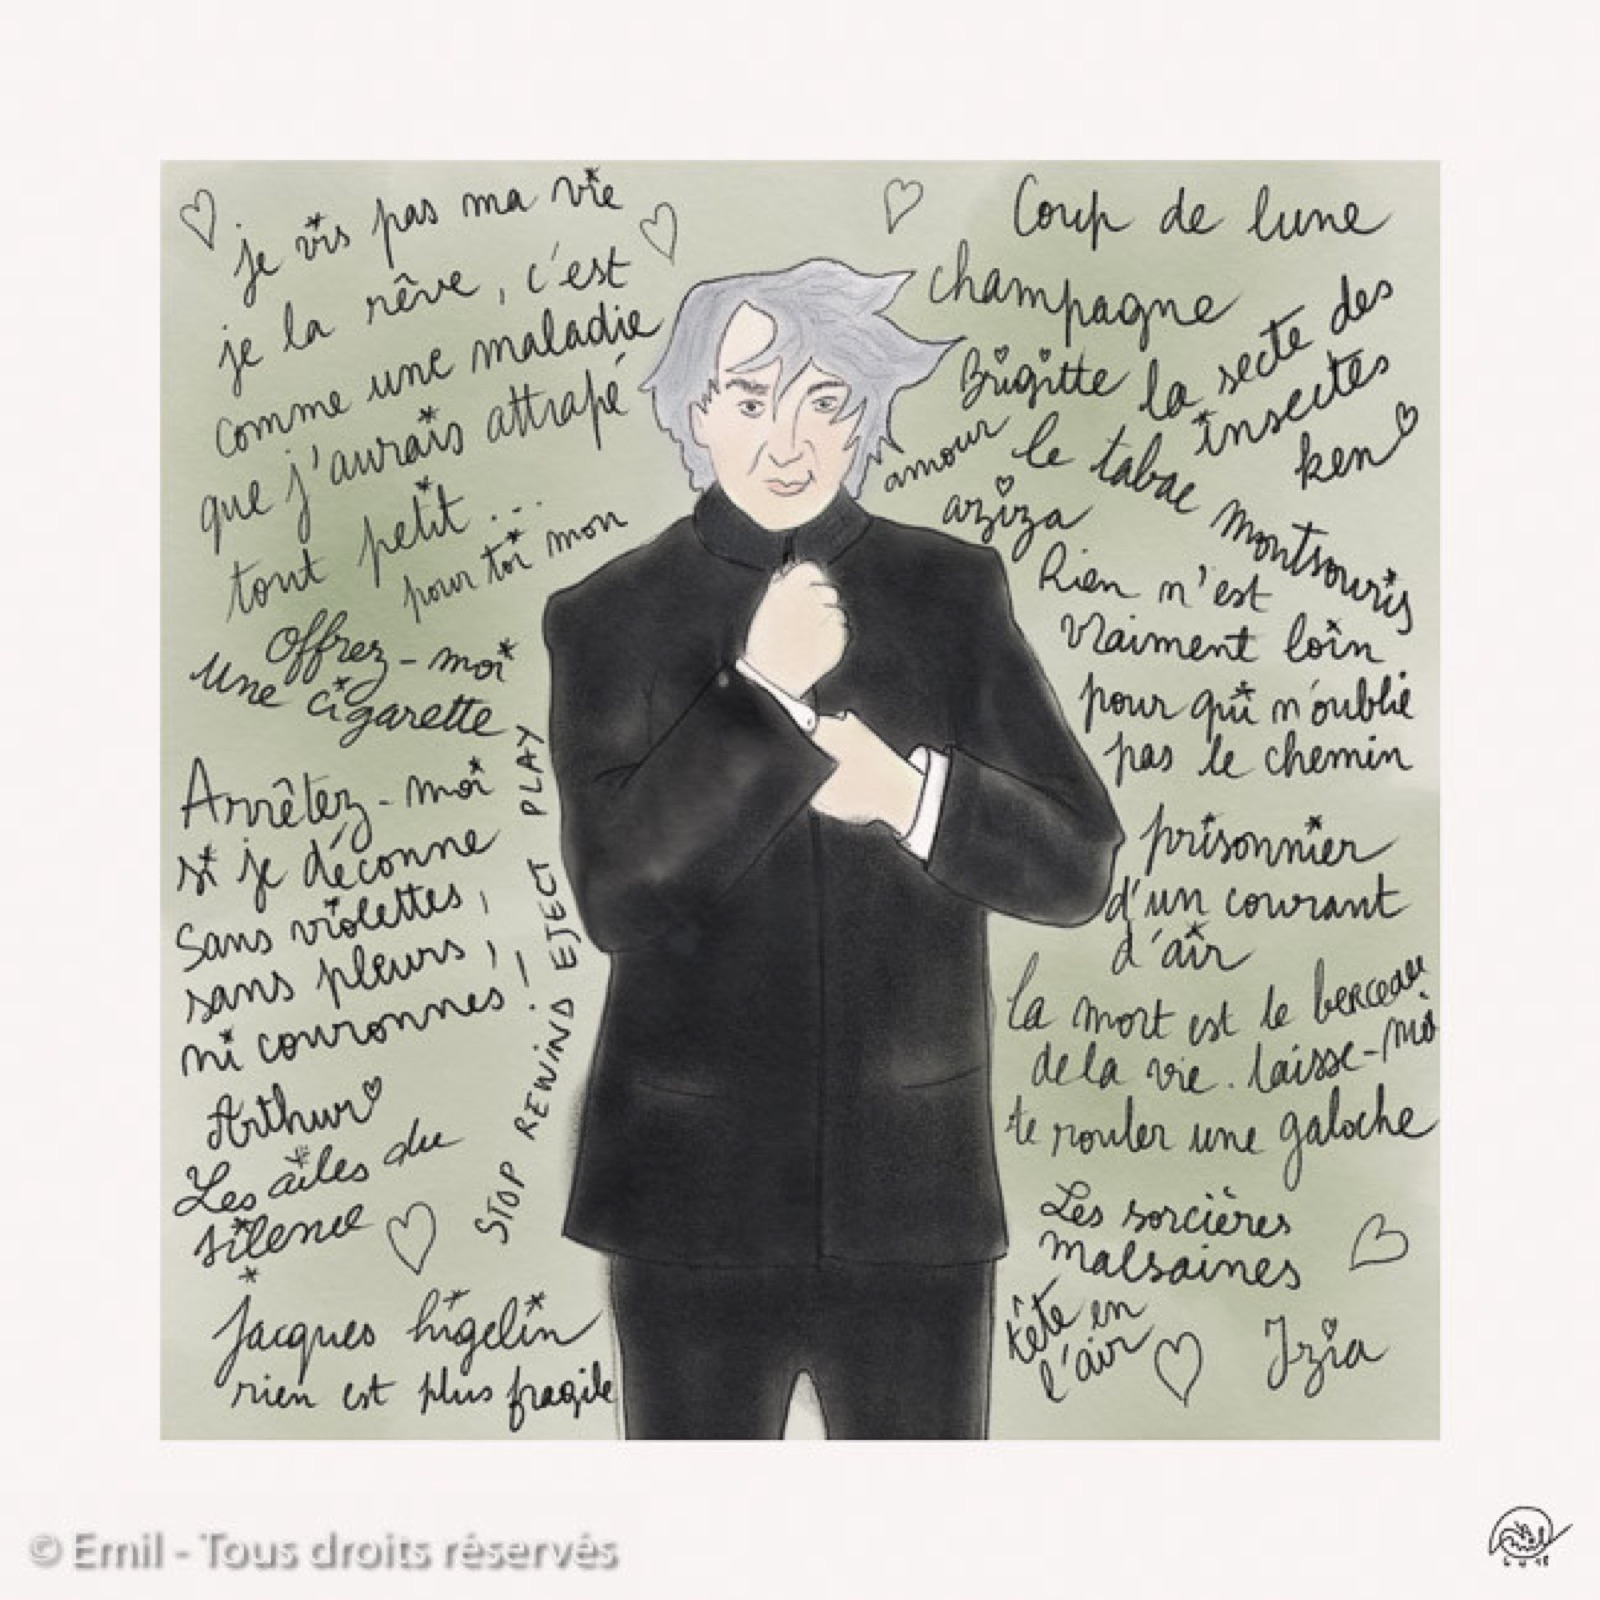 je vis pas ma vie
je la rêve, c'est
comme une maladie
que j'aurais attrapé
tout petit...
pour toi mon
Offrez-moi
une cigarette
Arrêtez-moi
si je déconne
Sans violettes,
sans pleurs,
ni couronnes!
Arthur
Les ailes du
silence
STOP REWIND EJECT PLAY
Jacques higelin
rien est plus fragile
Coup de lune
champagne
Brigitte
la secte des
insectes
ken
amour
le tabac montsouris
aziza
Rien n'est
vraiment loin
pour qui n'oublie
pas le chemin
prisonnier
d'un courant
d'air
la mort est le berceau
de la vie. laisse-moi
te rouler une galoche
Les sorcières
malsaines
tête en
l'air
Izia
© Emil - Tous droits réservés